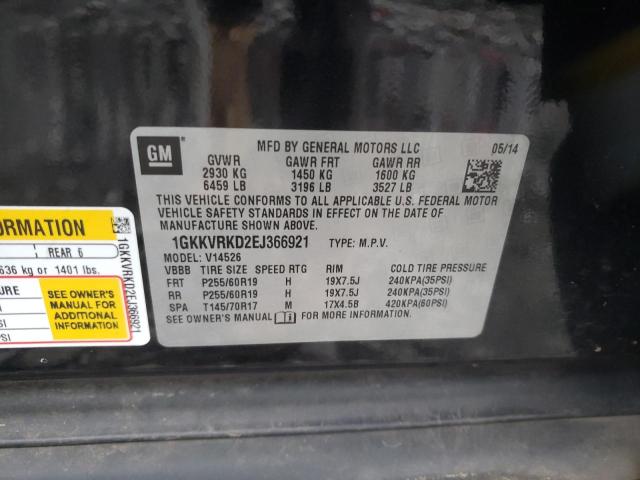 GM
MFD BY GENERAL MOTORS LLC 05/14
GVWR GAWR FRT GAWR RR
2930 KG 1450 KG 1600 KG
6459 LB 3196 LB 3527 LB
THIS VEHICLE CONFORMS TO ALL APPLICABLE U.S. FEDERAL MOTOR
VEHICLE SAFETY STANDARDS IN EFFECT ON THE DATE OF
MANUFACTURE SHOWN ABOVE.
1GKKVRKD2EJ366921 TYPE: M.P.V.
MODEL: V14526
VBBB TIRE SIZE SPEED RTG RIM COLD TIRE PRESSURE
FRT P255/60R19 H 19X7.5J 240KPA(35PSI)
RR P255/60R19 H 19X7.5J 240KPA(35PSI)
SPA T145/70R17 M 17X4.5B 420KPA(60PSI)
SEE OWNER'S MANUAL FOR MORE INFORMATION.
FORMATION
REAR 6
636 kg or 1401 lbs.
SEE OWNER'S
MANUAL FOR
ADDITIONAL
INFORMATION
1GKKVRKD2EJ366921